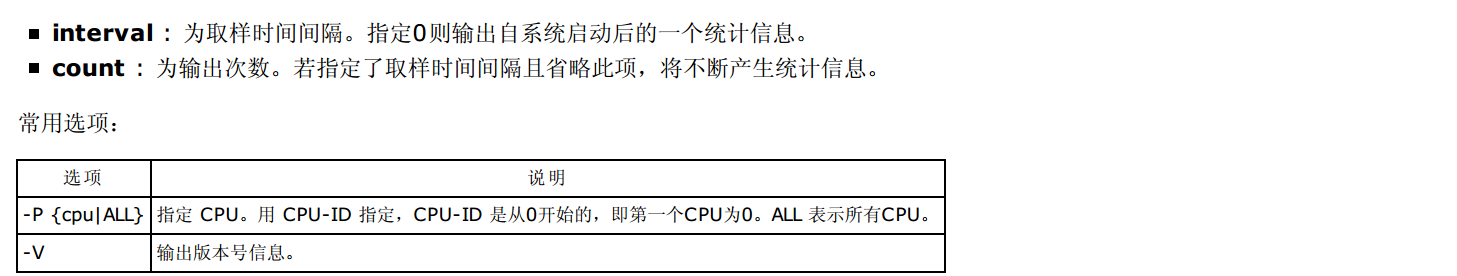 ▪ interval : 为取样时间间隔。指定0则输出自系统启动后的一个统计信息。
▪ count : 为输出次数。若指定了取样时间间隔且省略此项，将不断产生统计信息。
常用选项：
选项 说明
-P {cpu|ALL} 指定 CPU。用 CPU-ID 指定，CPU-ID 是从0开始的，即第一个CPU为0。ALL 表示所有CPU。
-V 输出版本号信息。